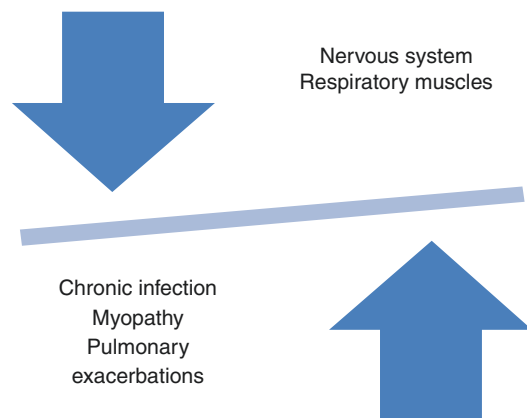 Nervous system
Respiratory muscles
Chronic infection
Myopathy
Pulmonary
exacerbations